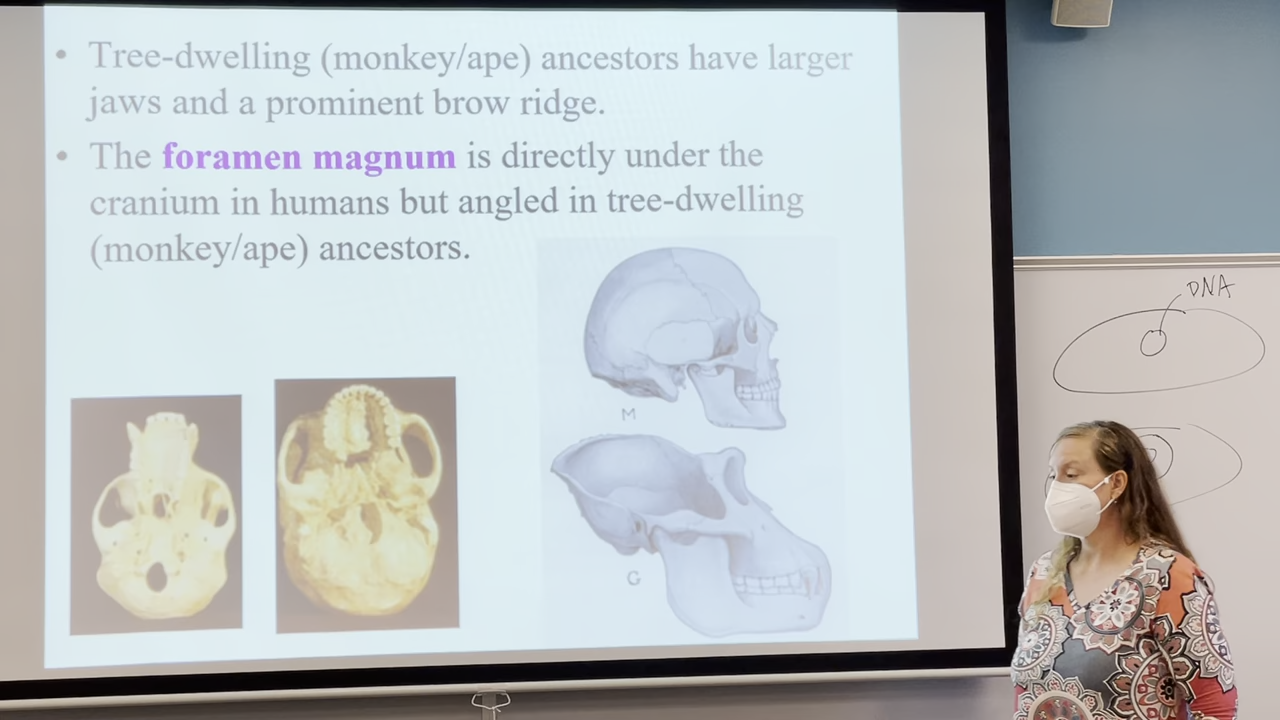 • Tree-dwelling (monkey/ape) ancestors have larger
jaws and a prominent brow ridge.
• The foramen magnum is directly under the
cranium in humans but angled in tree-dwelling
(monkey/ape) ancestors.
M
G
DNA